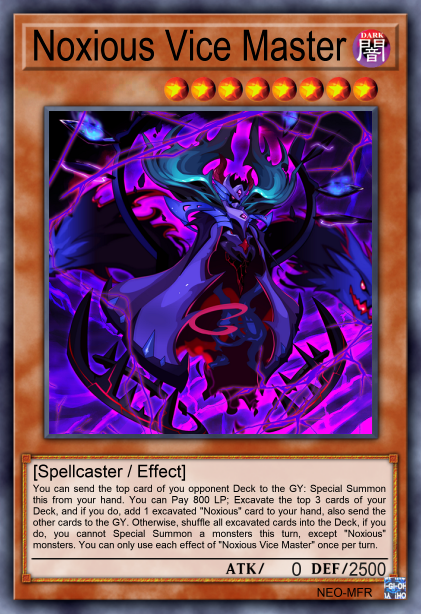 Noxious Vice Master
DARK
闇
[Spellcaster / Effect]
You can send the top card of you opponent Deck to the GY: Special Summon
this from your hand. You can Pay 800 LP; Excavate the top 3 cards of your
Deck, and if you do, add 1 excavated "Noxious" card to your hand, also send
the other cards to the GY. Otherwise, shuffle all excavated cards into the Deck, if you
do, you cannot Special Summon a monsters this turn, except "Noxious"
monsters. You can only use each effect of "Noxious Vice Master" once per turn.
ATK/ 0 DEF/2500
NEO-MFR